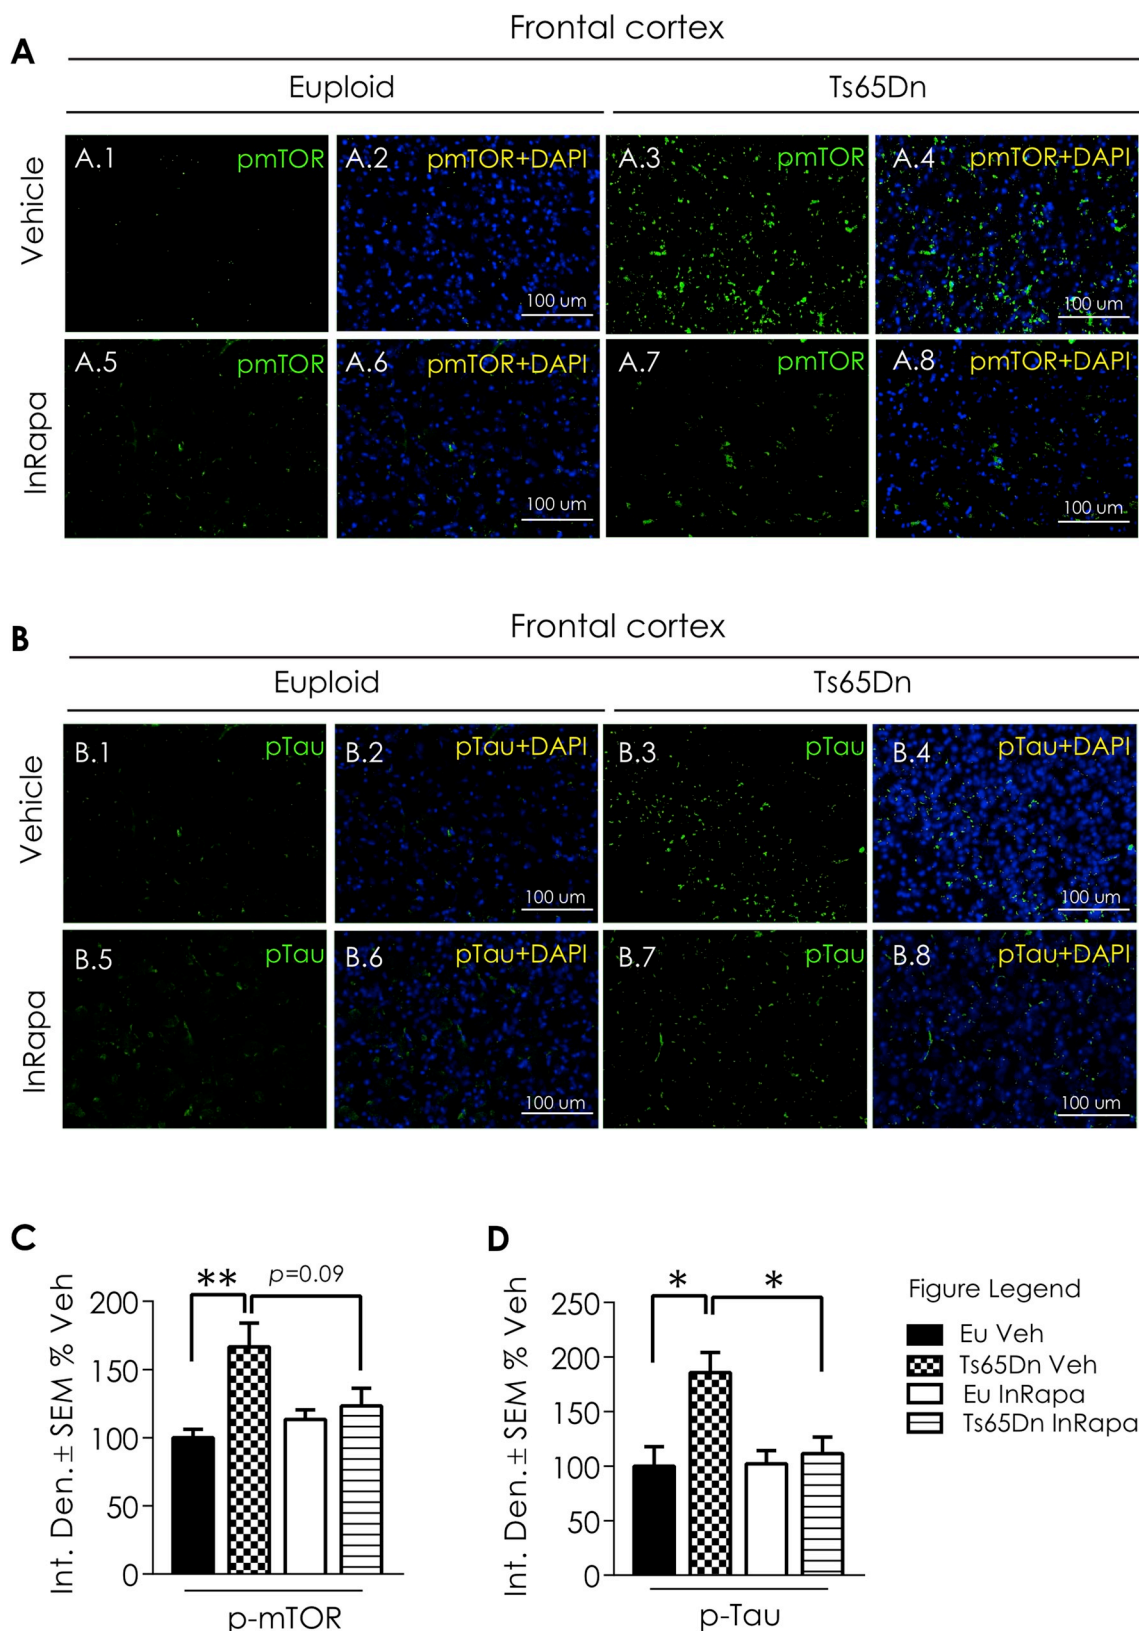 Frontal cortex
A
Euploid
Ts65Dn
Vehicle
A.1 pmTOR
A.2 pmTOR+DAPI
100 um
A.3 pmTOR
A.4 pmTOR+DAPI
100 um
InRapa
A.5 pmTOR
A.6 pmTOR+DAPI
100 um
A.7 pmTOR
A.8 pmTOR+DAPI
100 um
Frontal cortex
B
Euploid
Ts65Dn
Vehicle
B.1 pTau
B.2 pTau+DAPI
100 um
B.3 pTau
B.4 pTau+DAPI
100 um
InRapa
B.5 pTau
B.6 pTau+DAPI
100 um
B.7 pTau
B.8 pTau+DAPI
100 um
C
Int. Den.± SEM % Veh
200
150
100
50
0
**
p=0.09
p-mTOR
D
Int. Den.± SEM % Veh
250
200
150
100
50
0
*
*
p-Tau
Figure Legend
Eu Veh
Ts65Dn Veh
Eu InRapa
Ts65Dn InRapa